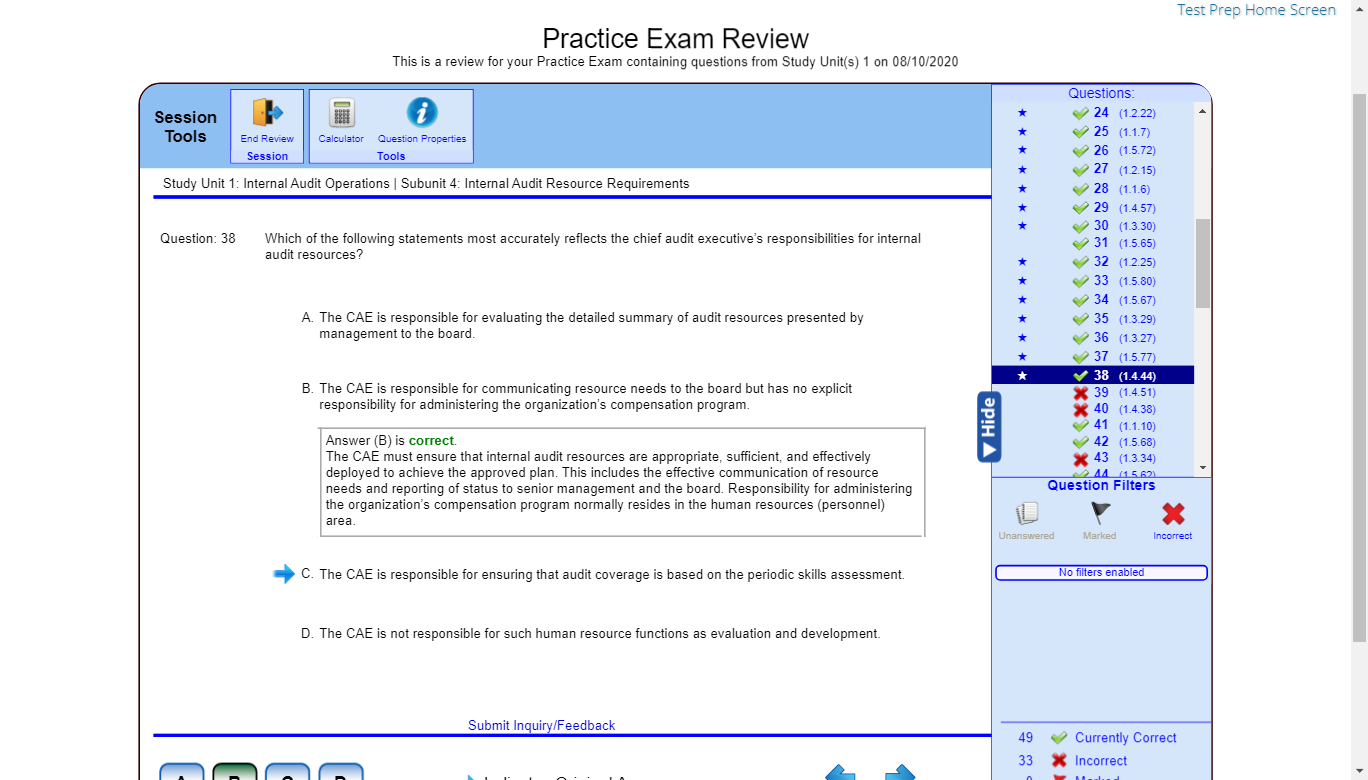 Test Prep Home Screen
Practice Exam Review
This is a review for your Practice Exam containing questions from Study Unit(s) 1 on 08/10/2020
Session
Tools
End Review
Session
Calculator
Question Properties
Tools
Study Unit 1: Internal Audit Operations | Subunit 4: Internal Audit Resource Requirements
Question: 38
Which of the following statements most accurately reflects the chief audit executive's responsibilities for internal
audit resources?
A. The CAE is responsible for evaluating the detailed summary of audit resources presented by
management to the board.
B. The CAE is responsible for communicating resource needs to the board but has no explicit
responsibility for administering the organization's compensation program.
Answer (B) is correct.
The CAE must ensure that internal audit resources are appropriate, sufficient, and effectively
deployed to achieve the approved plan. This includes the effective communication of resource
needs and reporting of status to senior management and the board. Responsibility for administering
the organization's compensation program normally resides in the human resources (personnel)
area.
C. The CAE is responsible for ensuring that audit coverage is based on the periodic skills assessment.
D. The CAE is not responsible for such human resource functions as evaluation and development.
Submit Inquiry/Feedback
A B C D
Questions:
24 (1.2.22)
25 (1.1.7)
26 (1.5.72)
27 (1.2.15)
28 (1.1.6)
29 (1.4.57)
30 (1.3.30)
31 (1.5.65)
32 (1.2.25)
33 (1.5.80)
34 (1.5.67)
35 (1.3.29)
36 (1.3.27)
37 (1.5.77)
38 (1.4.44)
39 (1.4.51)
40 (1.4.38)
41 (1.1.10)
42 (1.5.68)
43 (1.3.34)
44 (1.5.62)
Hide
Question Filters
Unanswered
Marked
Incorrect
No filters enabled
49 Currently Correct
33 Incorrect
0 Marked